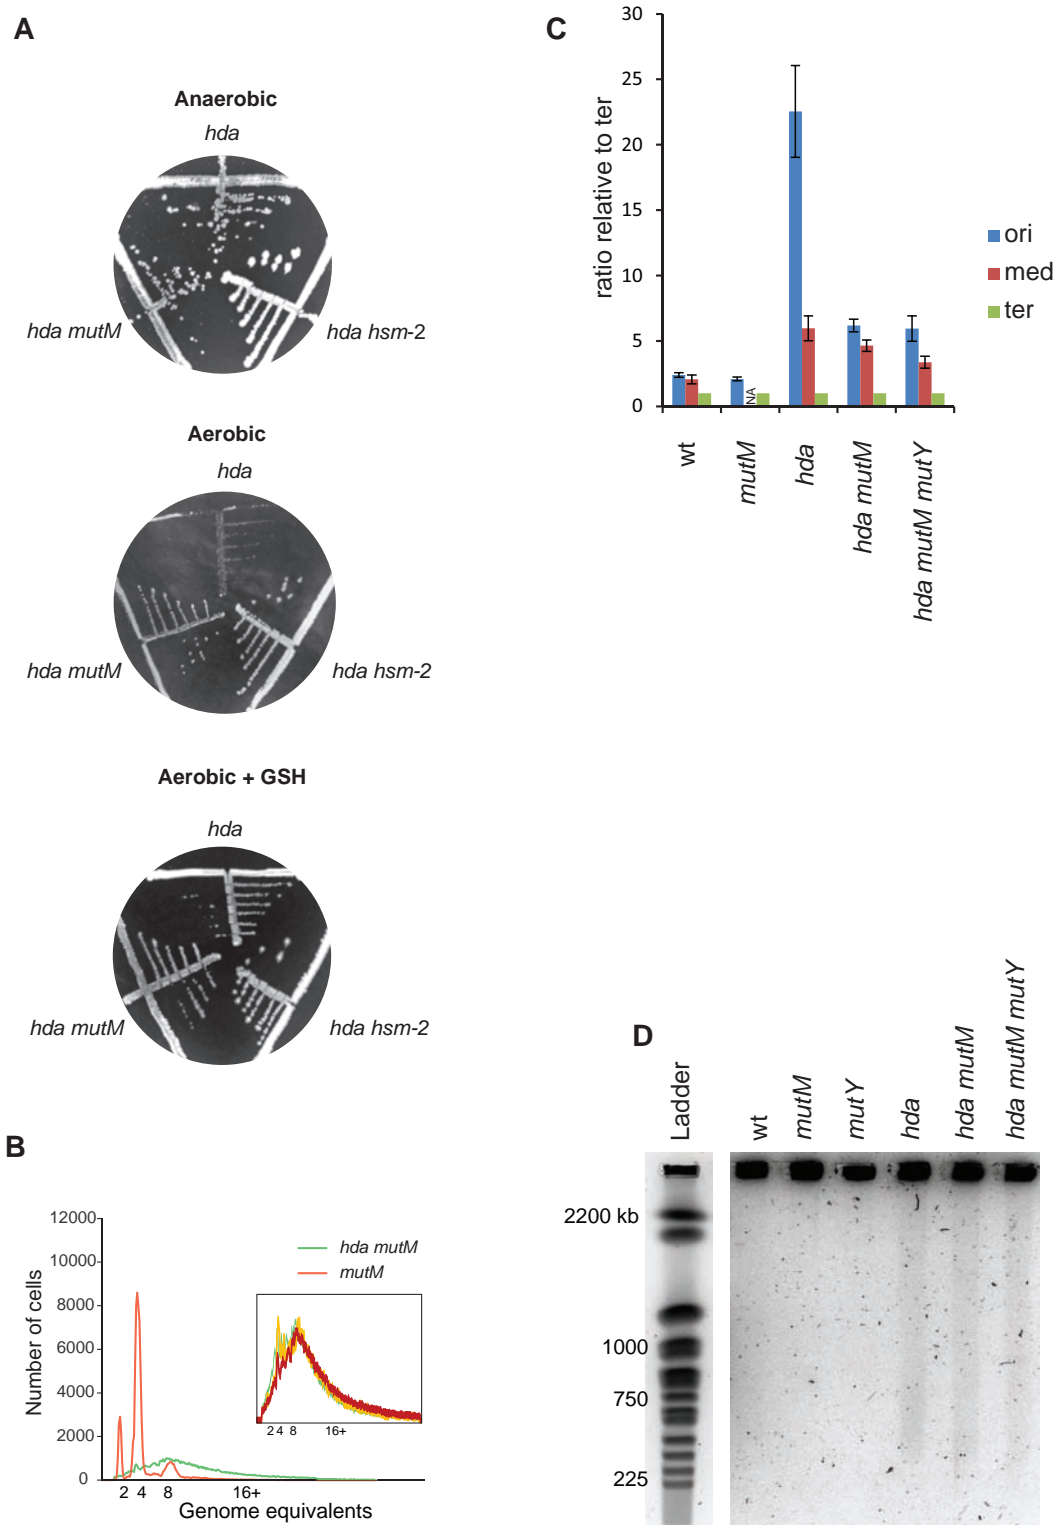 A
Anaerobic
hda
hda mutM
hda hsm-2
Aerobic
hda
hda mutM
hda hsm-2
Aerobic + GSH
hda
hda mutM
hda hsm-2
B
Number of cells
12000
10000
8000
6000
4000
2000
0
2 4 8 16+
Genome equivalents
hda mutM
mutM
2 4 8 16+
C
ratio relative to ter
30
25
20
15
10
5
0
NA
wt
mutM
hda
hda mutM
hda mutM mutY
ori
med
ter
D
Ladder
wt
mutM
mutY
hda
hda mutM
hda mutM mutY
2200 kb
1000
750
225